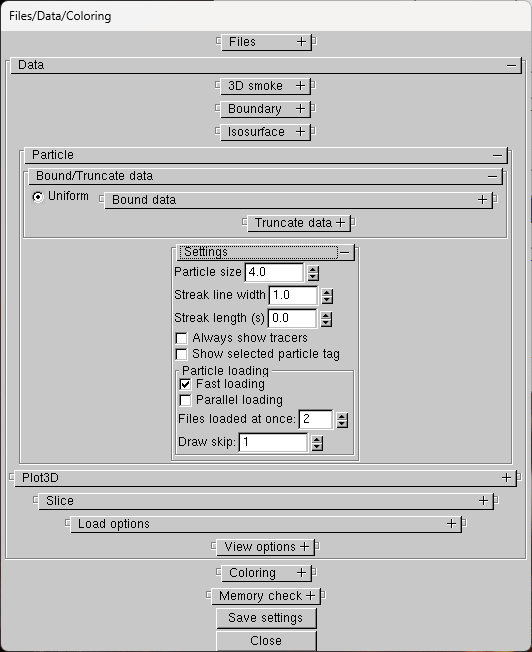 Files/Data/Coloring
Files +
Data −
3D smoke +
Boundary +
Isosurface +
Particle −
Bound/Truncate data −
Uniform
Bound data +
Truncate data +
Settings −
Particle size 4.0
Streak line width 1.0
Streak length (s) 0.0
Always show tracers
Show selected particle tag
Particle loading
Fast loading
Parallel loading
Files loaded at once: 2
Draw skip: 1
Plot3D +
Slice +
Load options +
View options +
Coloring +
Memory check +
Save settings
Close